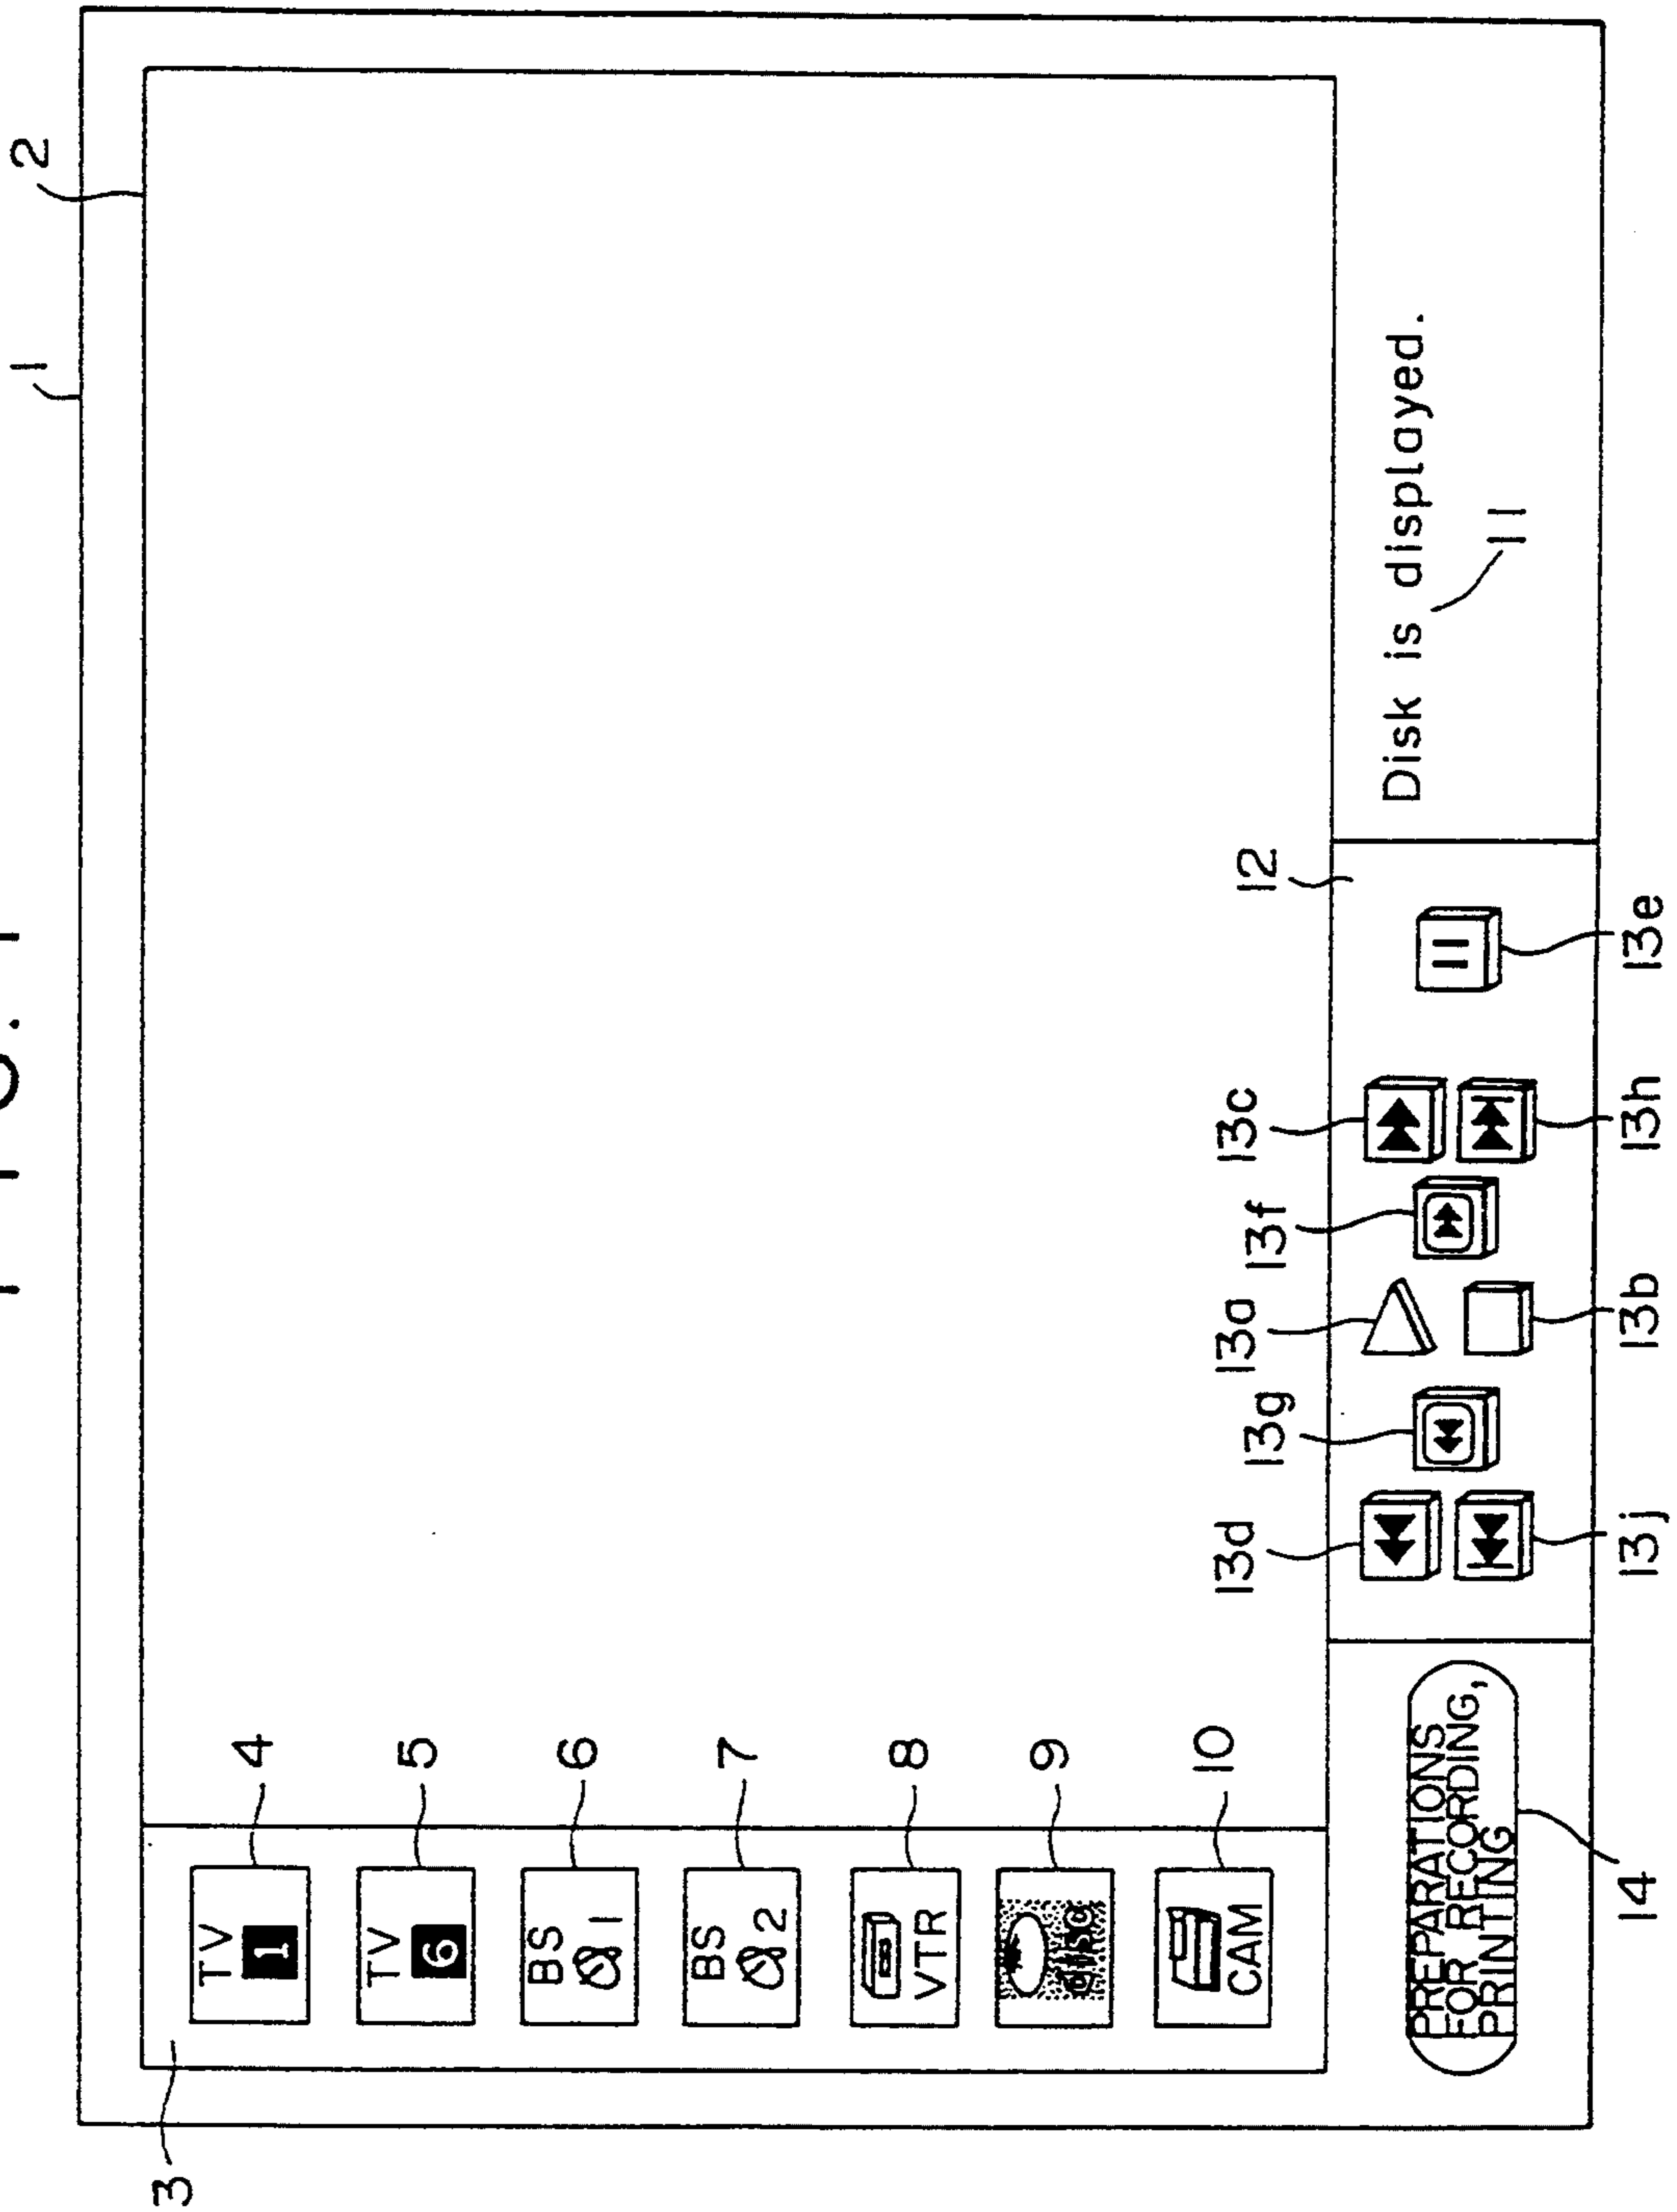 1
2
3
TV
1
4
TV
6
5
BS
1
6
BS
2
7
VTR
8
disc
9
CAM
10
12
13d
13g
13a
13f
13c
Disk is displayed.
11
PREPARATIONS
FOR RECORDING,
PRINTING
14
13j
13b
13h
13e